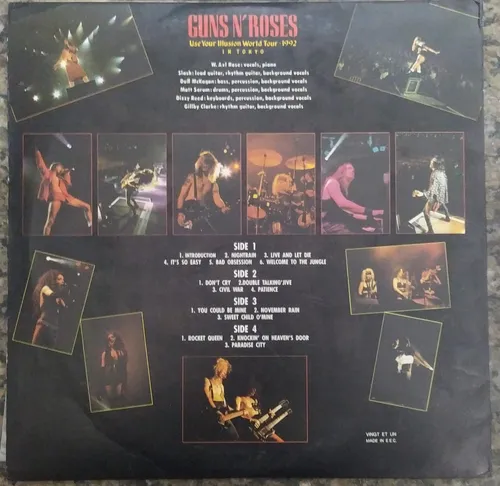 GUNS N' ROSES
Use Your Illusion World Tour - 1992
IN TOKYO
W. Axl Rose: vocals, piano
Slash: lead guitar, rhythm guitar, background vocals
Duff McKagan: bass, percussion, background vocals
Matt Sorum: drums, percussion, background vocals
Dizzy Reed: keyboards, percussion, background vocals
Gillby Clarke: rhythm guitar, background vocals
SIDE 1
1. INTRODUCTION 2. NIGHTRAIN 3. LIVE AND LET DIE
4. IT'S SO EASY 5. BAD OBSESSION 6. WELCOME TO THE JUNGLE
SIDE 2
1. DON'T CRY 2.DOUBLE TALKING'JIVE
3. CIVIL WAR 4. PATIENCE
SIDE 3
1. YOU COULD BE MINE 2. NOVEMBER RAIN
3. SWEET CHILD O'MINE
SIDE 4
1. ROCKET QUEEN 2. KNOCKIN' ON HEAVEN'S DOOR
3. PARADISE CITY
VINGT ET UN
MADE IN E.E.C.